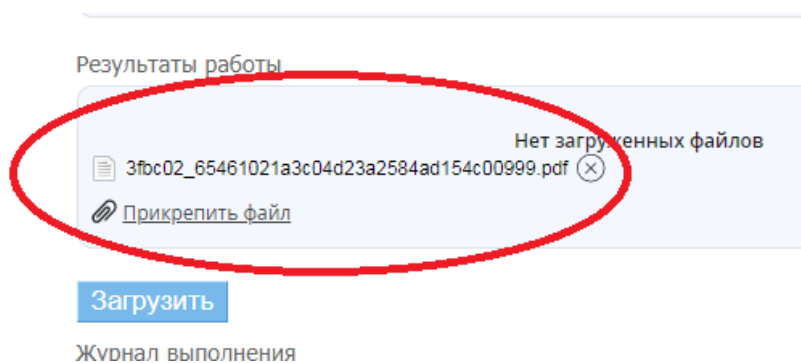 Результаты работы
Нет загруженных файлов
3fbc02_65461021a3c04d23a2584ad154c00999.pdf
Прикрепить файл
Загрузить
Журнал выполнения